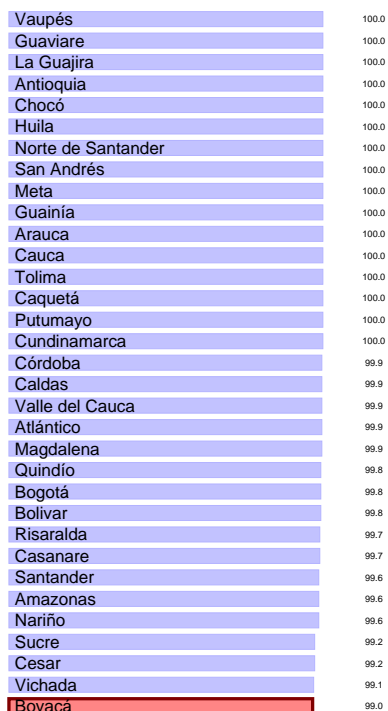 Vaupés 100.0
Guaviare 100.0
La Guajira 100.0
Antioquia 100.0
Chocó 100.0
Huila 100.0
Norte de Santander 100.0
San Andrés 100.0
Meta 100.0
Guainía 100.0
Arauca 100.0
Cauca 100.0
Tolima 100.0
Caquetá 100.0
Putumayo 100.0
Cundinamarca 100.0
Córdoba 99.9
Caldas 99.9
Valle del Cauca 99.9
Atlántico 99.9
Magdalena 99.9
Quindío 99.8
Bogotá 99.8
Bolivar 99.8
Risaralda 99.7
Casanare 99.7
Santander 99.6
Amazonas 99.6
Nariño 99.6
Sucre 99.2
Cesar 99.2
Vichada 99.1
Boyacá 99.0